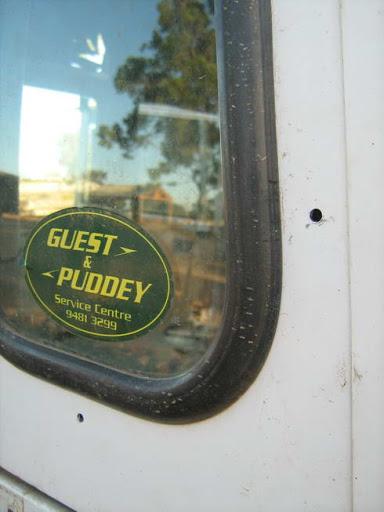 GUEST
&
PUDDEY
Service Centre
9481 3299